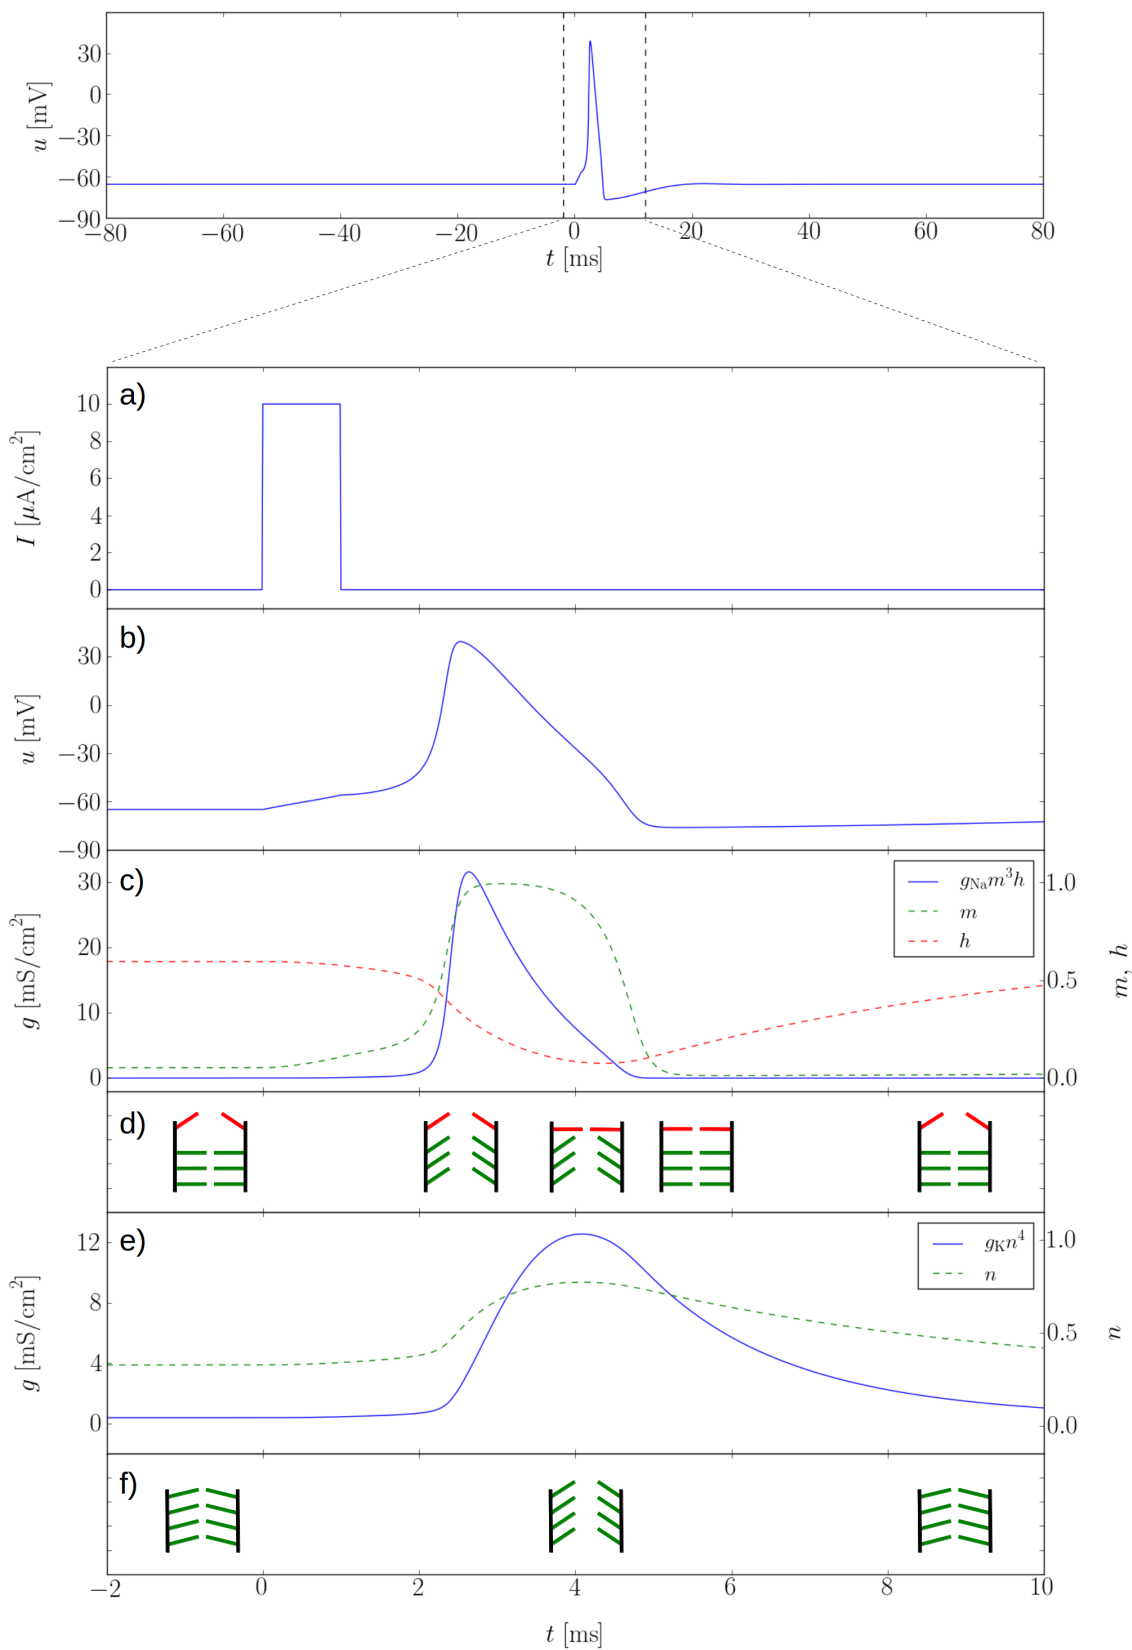 30
0
−30
−60
−90
u [mV]
−80
−60
−40
−20
0
20
40
60
80
t [ms]
a)
10
8
6
4
2
0
I [μA/cm²]
b)
30
0
−30
−60
−90
u [mV]
c)
30
20
10
0
g [mS/cm²]
g_Na m³h
m
h
1.0
0.5
0.0
m, h
d)
e)
12
8
4
0
g [mS/cm²]
g_K n⁴
n
1.0
0.5
0.0
n
f)
−2
0
2
4
6
8
10
t [ms]